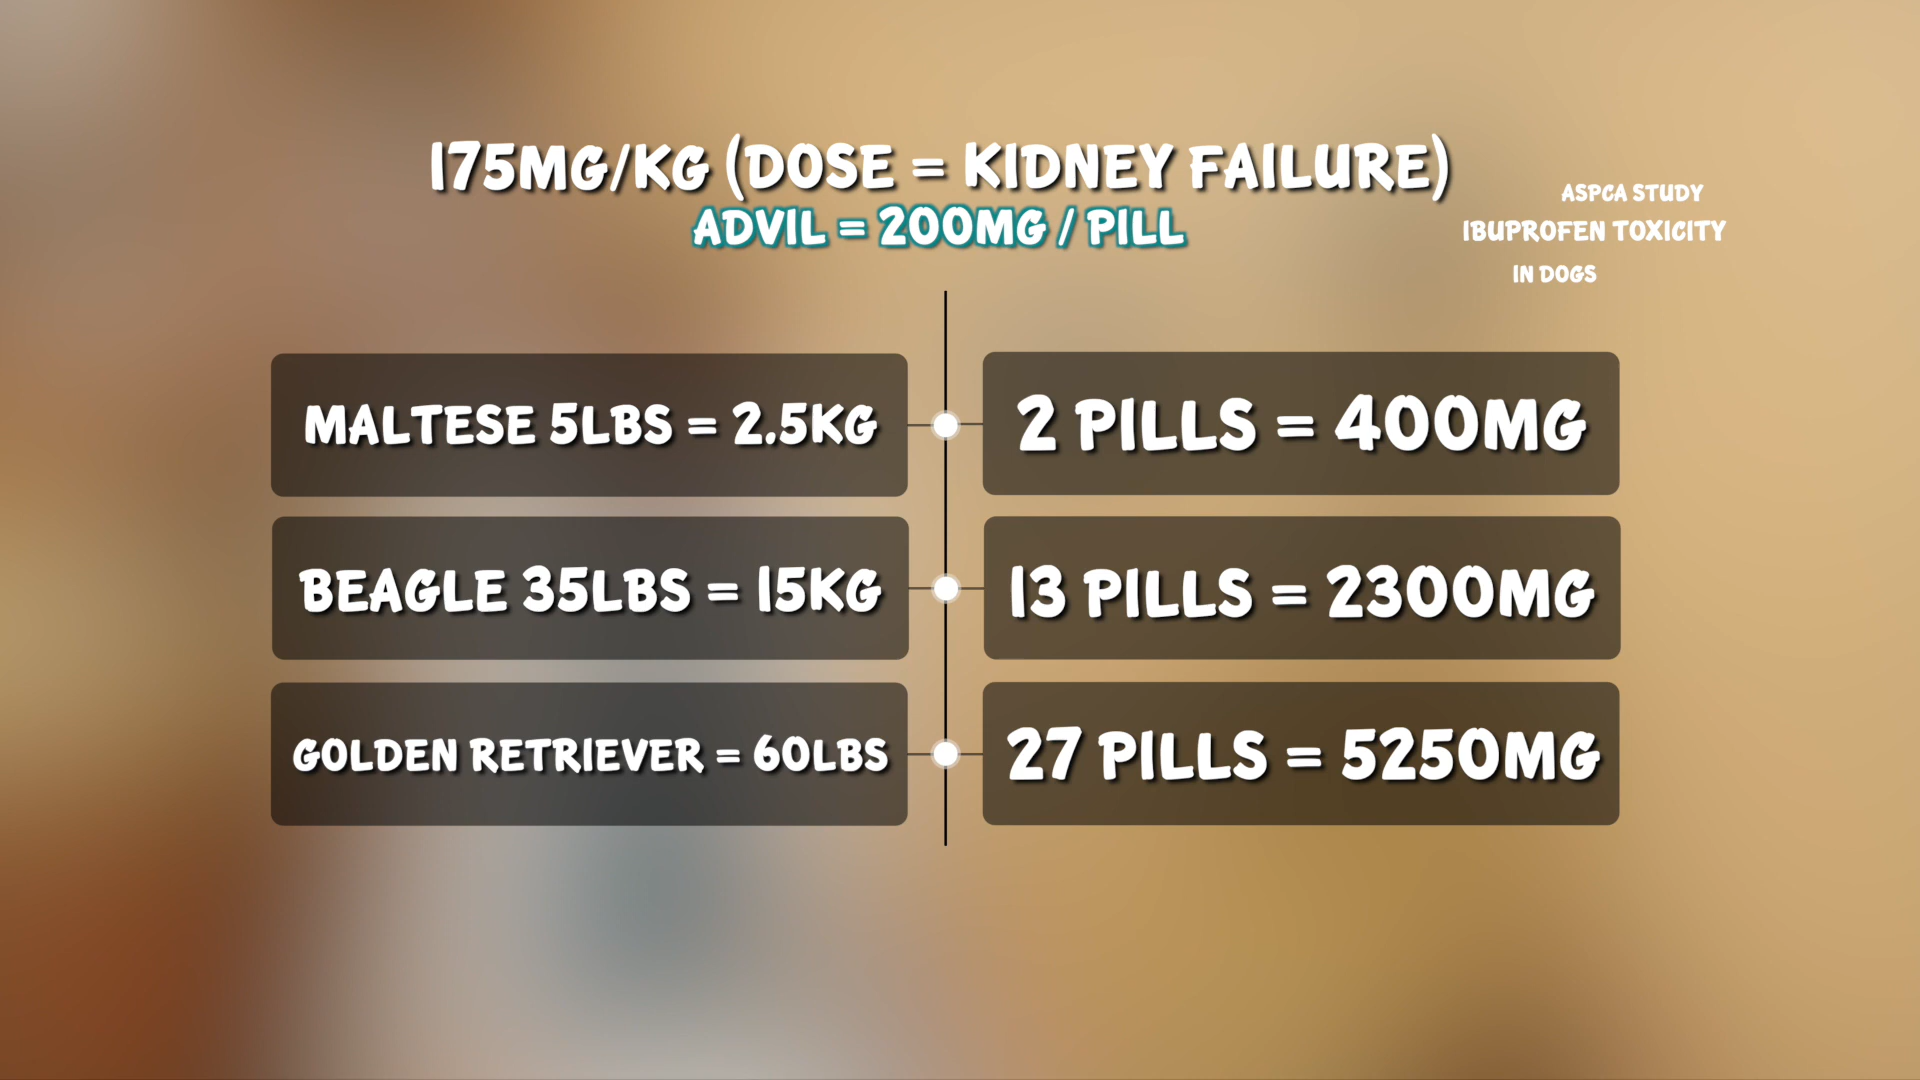 175MG/KG (DOSE = KIDNEY FAILURE)
ADVIL = 200MG / PILL
ASPCA STUDY
IBUPROFEN TOXICITY
IN DOGS
MALTESE 5LBS = 2.5KG
2 PILLS = 400MG
BEAGLE 35LBS = 15KG
13 PILLS = 2300MG
GOLDEN RETRIEVER = 60LBS
27 PILLS = 5250MG